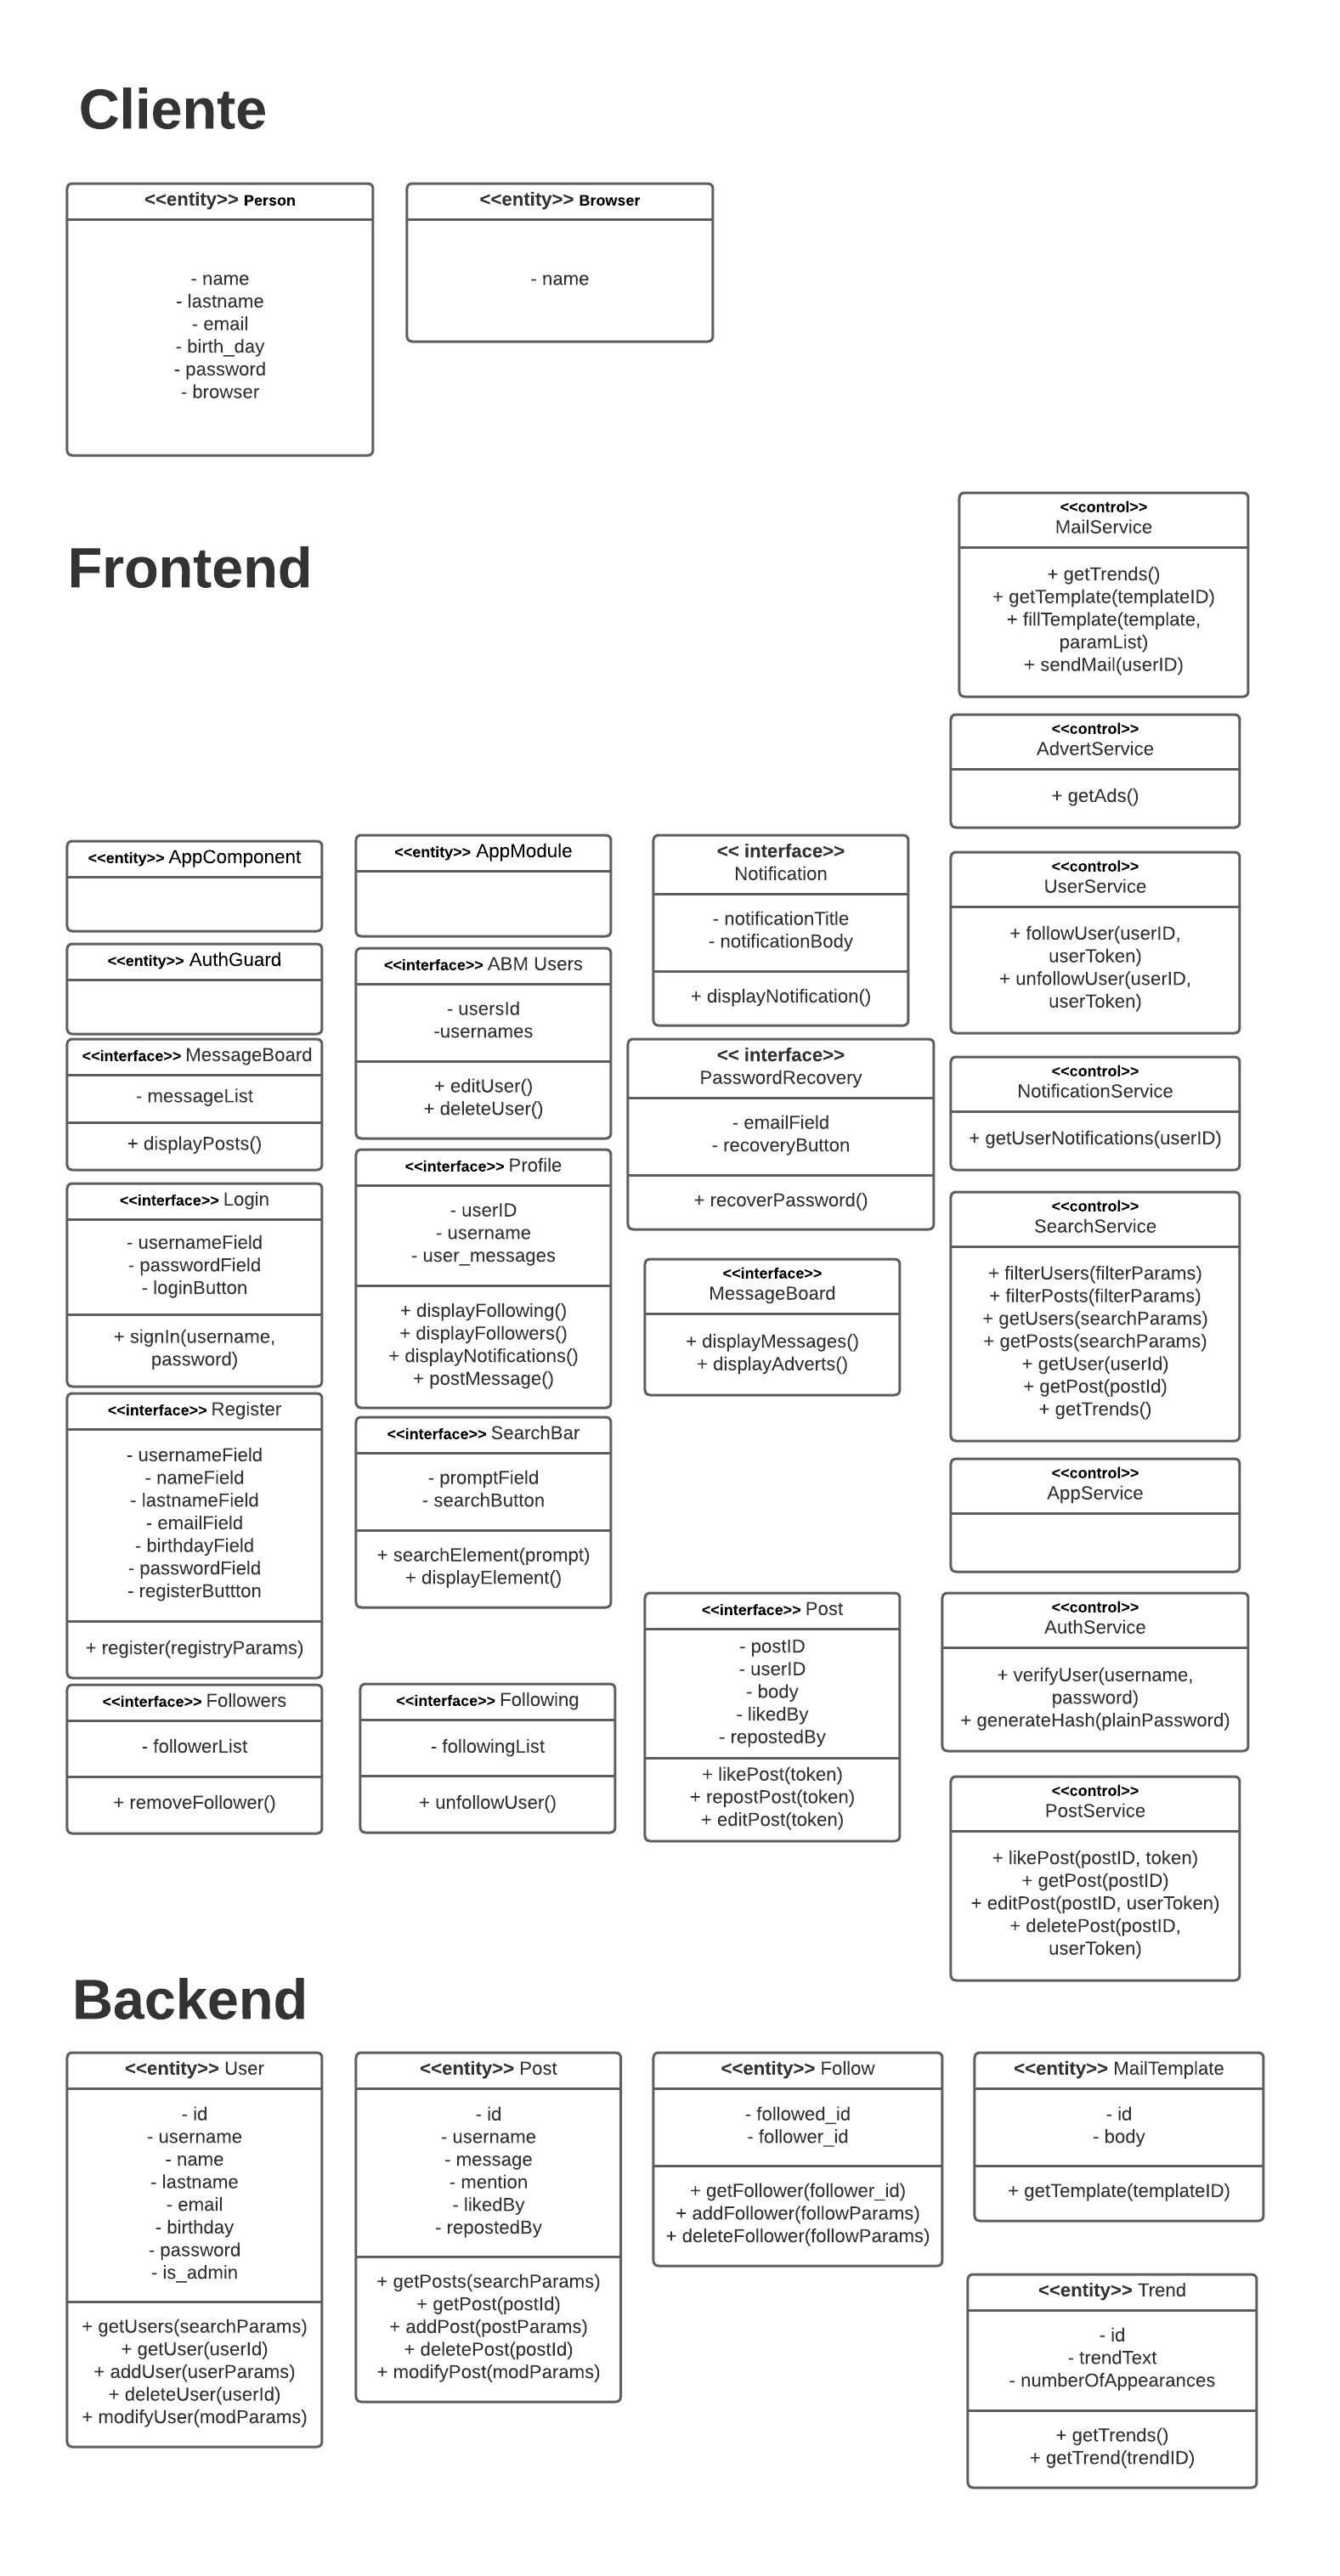 Cliente
<<entity>> Person
- name
- lastname
- email
- birth_day
- password
- browser
<<entity>> Browser
- name
Frontend
<<control>>
MailService
+ getTrends()
+ getTemplate(templateID)
+ fillTemplate(template,
paramList)
+ sendMail(userID)
<<control>>
AdvertService
+ getAds()
<<entity>> AppComponent
<<entity>> AuthGuard
<<interface>> MessageBoard
- messageList
+ displayPosts()
<<interface>> Login
- usernameField
- passwordField
- loginButton
+ signIn(username,
password)
<<interface>> Register
- usernameField
- nameField
- lastnameField
- emailField
- birthdayField
- passwordField
- registerButtton
+ register(registryParams)
<<interface>> Followers
- followerList
+ removeFollower()
<<entity>> AppModule
<<interface>> ABM Users
- usersId
-usernames
+ editUser()
+ deleteUser()
<<interface>> Profile
- userID
- username
- user_messages
+ displayFollowing()
+ displayFollowers()
+ displayNotifications()
+ postMessage()
<<interface>> SearchBar
- promptField
- searchButton
+ searchElement(prompt)
+ displayElement()
<<interface>> Following
- followingList
+ unfollowUser()
<< interface>>
Notification
- notificationTitle
- notificationBody
+ displayNotification()
<< interface>>
PasswordRecovery
- emailField
- recoveryButton
+ recoverPassword()
<<interface>>
MessageBoard
+ displayMessages()
+ displayAdverts()
<<interface>> Post
- postID
- userID
- body
- likedBy
- repostedBy
+ likePost(token)
+ repostPost(token)
+ editPost(token)
<<control>>
UserService
+ followUser(userID,
userToken)
+ unfollowUser(userID,
userToken)
<<control>>
NotificationService
+ getUserNotifications(userID)
<<control>>
SearchService
+ filterUsers(filterParams)
+ filterPosts(filterParams)
+ getUsers(searchParams)
+ getPosts(searchParams)
+ getUser(userId)
+ getPost(postId)
+ getTrends()
<<control>>
AppService
<<control>>
AuthService
+ verifyUser(username,
password)
+ generateHash(plainPassword)
<<control>>
PostService
+ likePost(postID, token)
+ getPost(postID)
+ editPost(postID, userToken)
+ deletePost(postID,
userToken)
Backend
<<entity>> User
- id
- username
- name
- lastname
- email
- birthday
- password
- is_admin
+ getUsers(searchParams)
+ getUser(userId)
+ addUser(userParams)
+ deleteUser(userId)
+ modifyUser(modParams)
<<entity>> Post
- id
- username
- message
- mention
- likedBy
- repostedBy
+ getPosts(searchParams)
+ getPost(postId)
+ addPost(postParams)
+ deletePost(postId)
+ modifyPost(modParams)
<<entity>> Follow
- followed_id
- follower_id
+ getFollower(follower_id)
+ addFollower(followParams)
+ deleteFollower(followParams)
<<entity>> MailTemplate
- id
- body
+ getTemplate(templateID)
<<entity>> Trend
- id
- trendText
- numberOfAppearances
+ getTrends()
+ getTrend(trendID)